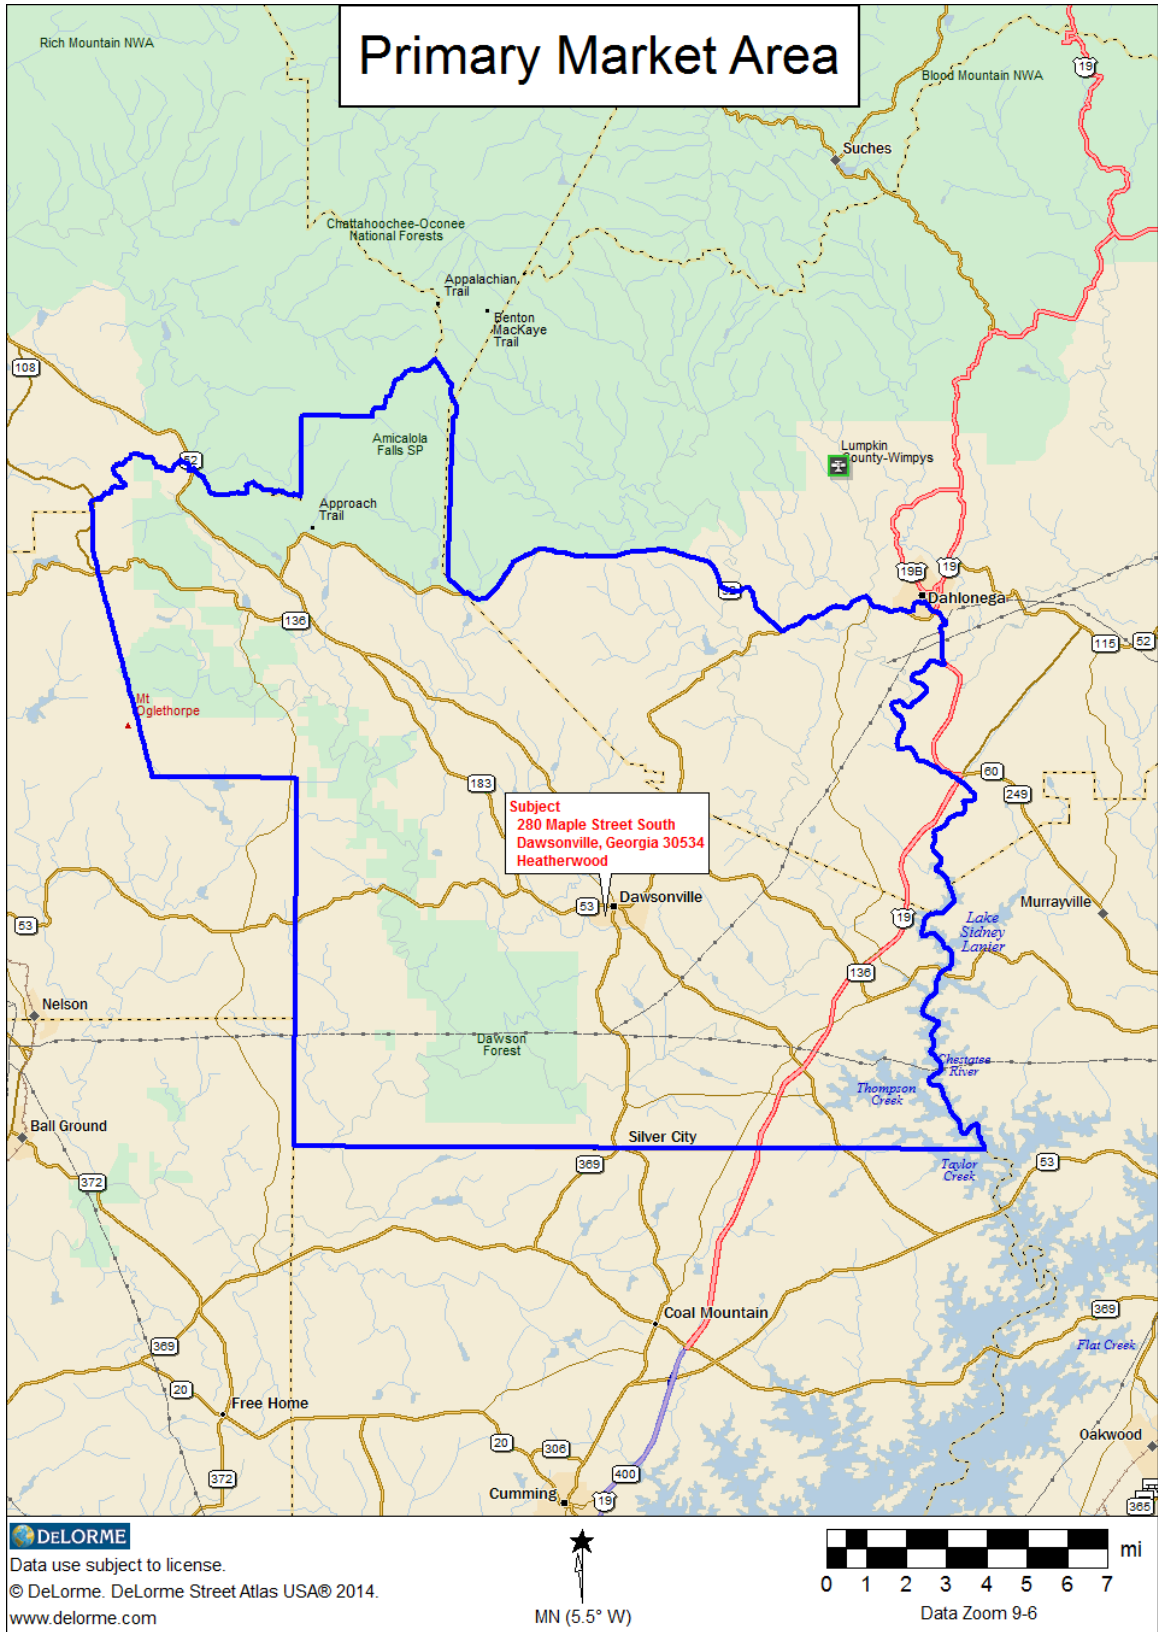 Primary Market Area
Rich Mountain NWA
19
Blood Mountain NWA
Suches
Chattahoochee-Oconee
National Forests
Appalachian
Trail
Benton
MacKaye
Trail
108
Amicalola
Falls SP
Lumpkin
County-Wimpys
52
Approach
Trail
19B
19
52
Dahlonega
136
115
52
Mt
Oglethorpe
183
60
249
Subject
280 Maple Street South
Dawsonville, Georgia 30534
Heatherwood
53
Dawsonville
53
19
Murrayville
Lake
Sidney
Lanier
136
Nelson
Dawson
Forest
Chestatee
River
Thompson
Creek
Ball Ground
Silver City
369
Taylor
Creek
53
372
Coal Mountain
369
369
Flat Creek
20
Free Home
20
306
Oakwood
372
400
Cumming
19
365
DELORME
Data use subject to license.
© DeLorme. DeLorme Street Atlas USA® 2014.
www.delorme.com
MN (5.5° W)
mi
0 1 2 3 4 5 6 7
Data Zoom 9-6